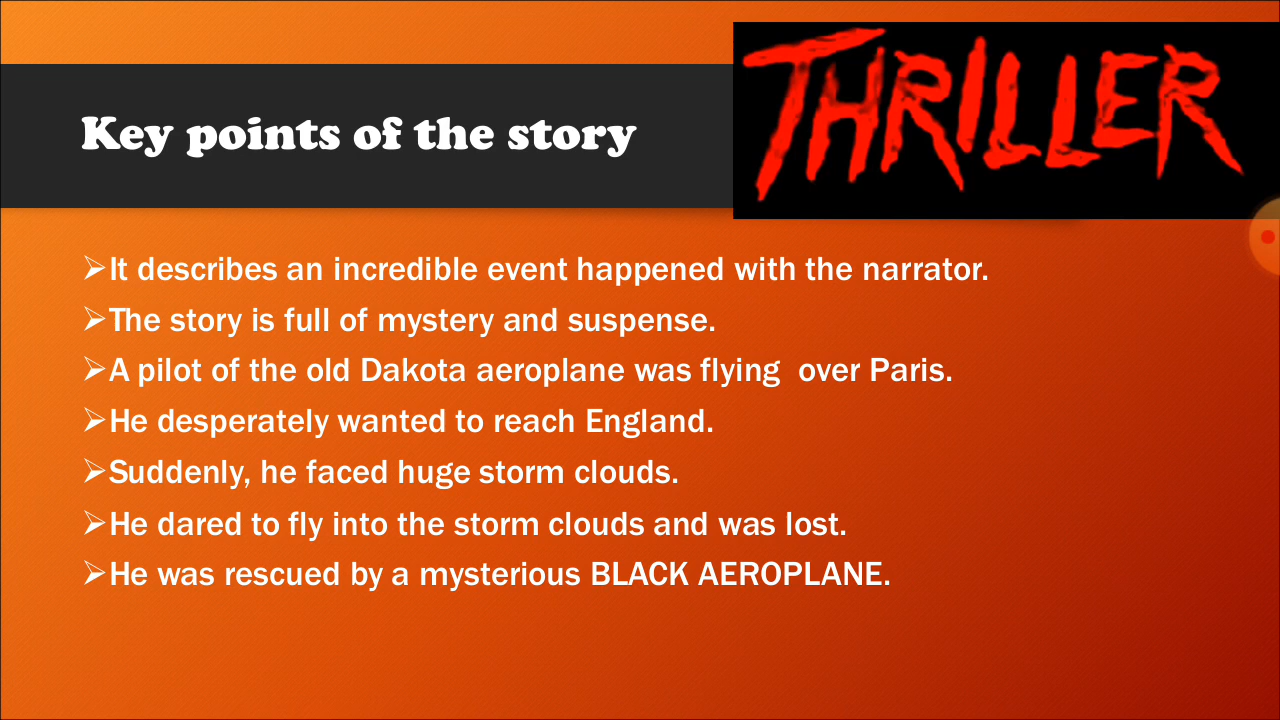 THRILLER
Key points of the story
➢It describes an incredible event happened with the narrator.
➢The story is full of mystery and suspense.
➢A pilot of the old Dakota aeroplane was flying  over Paris.
➢He desperately wanted to reach England.
➢Suddenly, he faced huge storm clouds.
➢He dared to fly into the storm clouds and was lost.
➢He was rescued by a mysterious BLACK AEROPLANE.